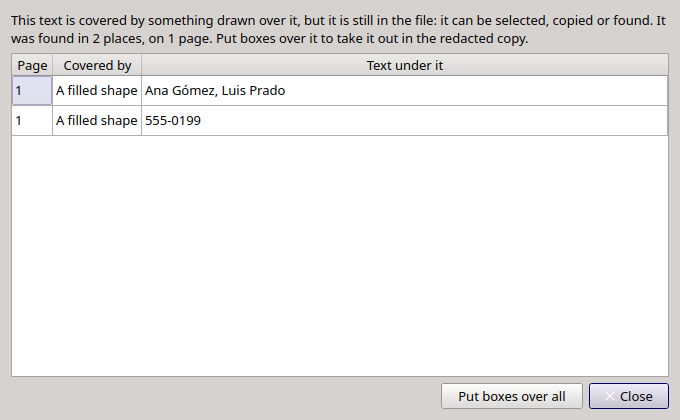 This text is covered by something drawn over it, but it is still in the file: it can be selected, copied or found. It
was found in 2 places, on 1 page. Put boxes over it to take it out in the redacted copy.
Page Covered by Text under it
1 A filled shape Ana Gómez, Luis Prado
1 A filled shape 555-0199
Put boxes over all Close